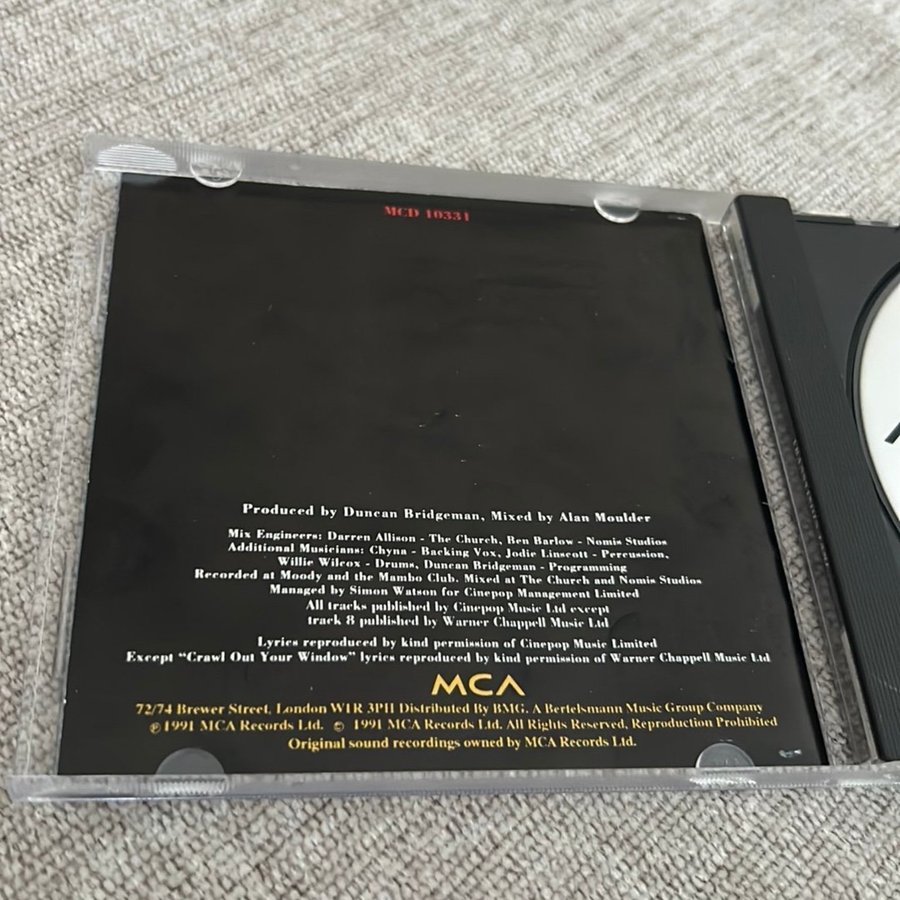 MCD 10331
Produced by Duncan Bridgeman, Mixed by Alan Moulder
Mix Engineers: Darren Allison - The Church, Ben Barlow - Nomis Studios
Additional Musicians: Chyna - Backing Vox, Jodie Linscott - Percussion,
Willie Wilcox - Drums, Duncan Bridgeman - Programming
Recorded at Moody and the Mambo Club. Mixed at The Church and Nomis Studios
Managed by Simon Watson for Cinepop Management Limited
All tracks published by Cinepop Music Ltd except
track 8 published by Warner Chappell Music Ltd
Lyrics reproduced by kind permission of Cinepop Music Limited
Except “Crawl Out Your Window” lyrics reproduced by kind permission of Warner Chappell Music Ltd
MCA
72/74 Brewer Street, London W1R 3PH Distributed By BMG. A Bertelsmann Music Group Company
℗1991 MCA Records Ltd. © 1991 MCA Records Ltd. All Rights Reserved, Reproduction Prohibited
Original sound recordings owned by MCA Records Ltd.